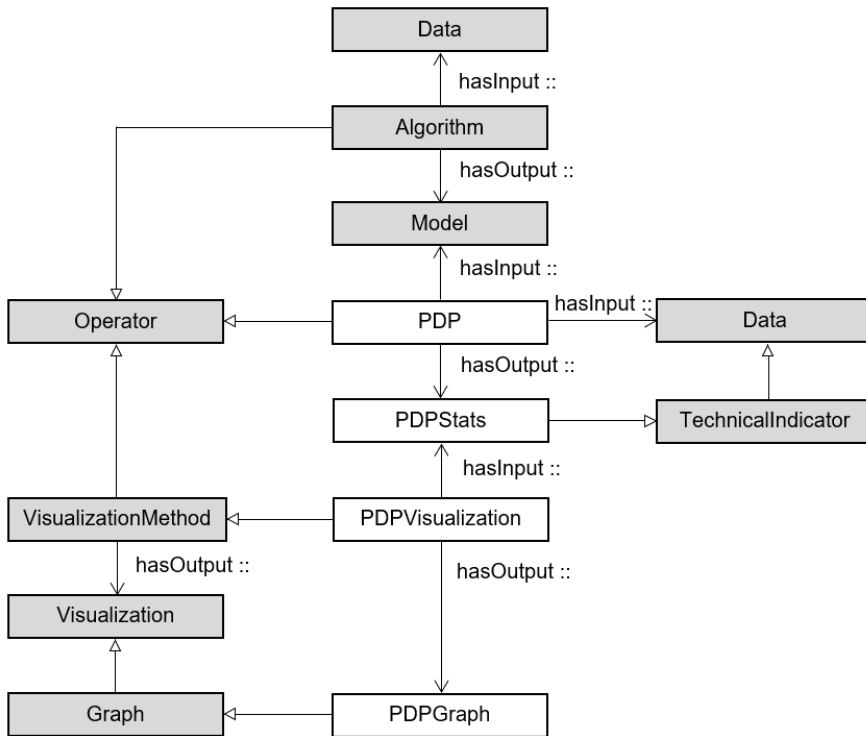 Data
hasInput ::
Algorithm
hasOutput ::
Model
hasInput ::
hasInput ::
Operator
PDP
Data
hasOutput ::
PDPStats
TechnicalIndicator
hasInput ::
VisualizationMethod
PDPVisualization
hasOutput ::
hasOutput ::
Visualization
Graph
PDPGraph